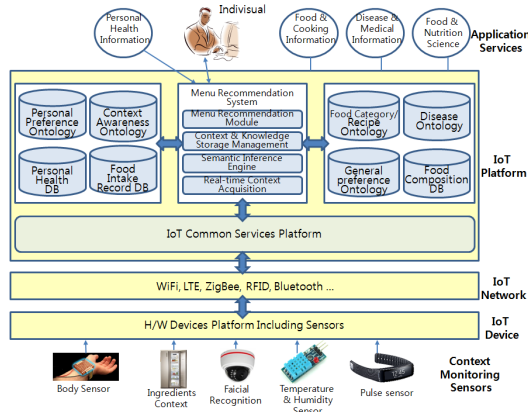 Personal
Health
Information
Indivisual
Food &
Cooking
Information
Disease &
Medical
Information
Food &
Nutrition
Science
Application
Services
Personal
Preference
Ontology
Context
Awareness
Ontology
Personal
Health
DB
Food
Intake
Record DB
Menu Recommendation
System
Menu Recommendation
Module
Context & Knowledge
Storage Management
Semantic Inference
Engine
Real-time Context
Acquisition
Food Category/
Recipe
Ontology
Disease
Ontology
General
preference
Ontology
Food
Composition
DB
IoT
Platform
IoT Common Services Platform
WiFi, LTE, ZigBee, RFID, Bluetooth ...
IoT
Network
H/W Devices Platform Including Sensors
IoT
Device
Body Sensor
Ingredients
Context
Faicial
Recognition
Temperature
& Humidity
Sensor
Pulse sensor
Context
Monitoring
Sensors